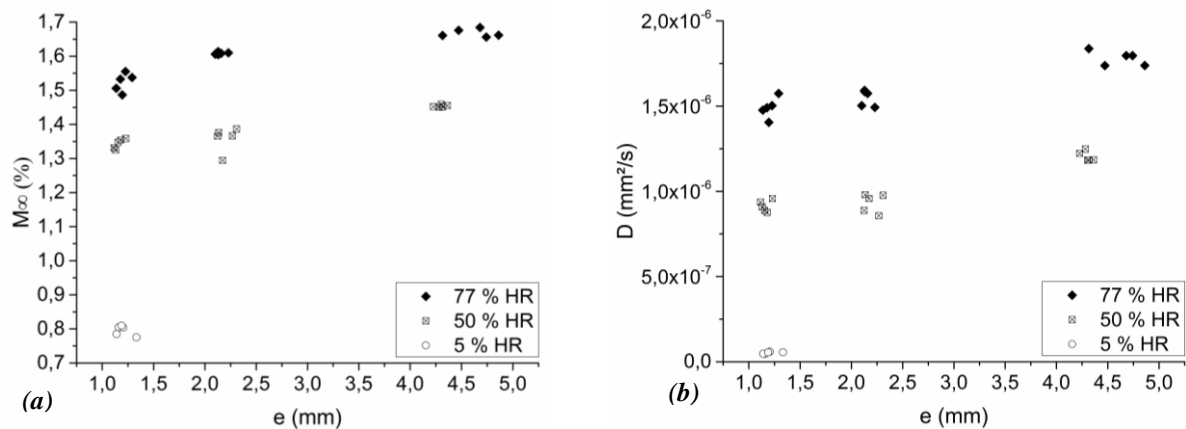 1,7
1,6
1,5
1,4
1,3
1,2
1,1
1,0
0,9
0,8
0,7
M∞ (%)
77 % HR
50 % HR
5 % HR
1,0 1,5 2,0 2,5 3,0 3,5 4,0 4,5 5,0
e (mm)
(a)
2,0x10⁻⁶
1,5x10⁻⁶
1,0x10⁻⁶
5,0x10⁻⁷
0,0
D (mm²/s)
77 % HR
50 % HR
5 % HR
1,0 1,5 2,0 2,5 3,0 3,5 4,0 4,5 5,0
e (mm)
(b)